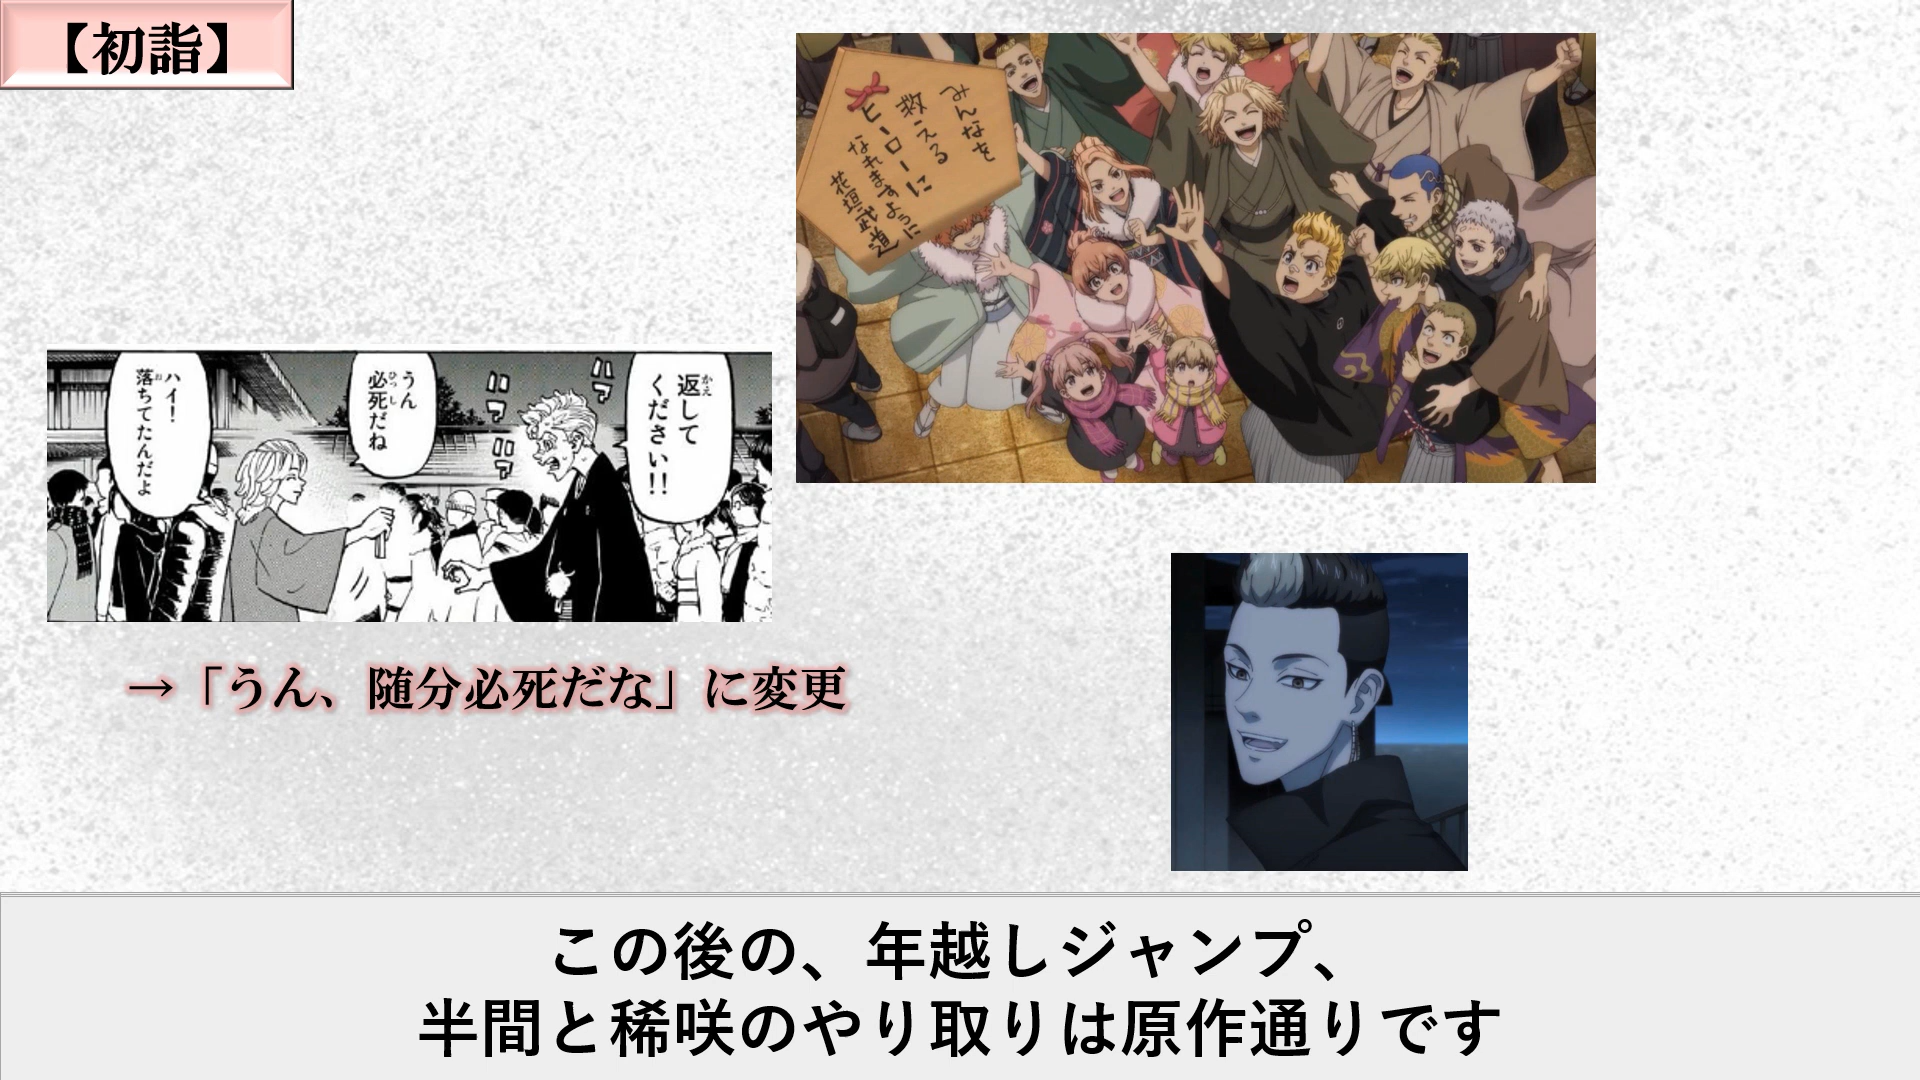 【初詣】
みんなを
救える
ヒーローに
なれますように
花垣武道
返して
ください!!
ハァ
ハァ
ハァ
うん
必死だね
ハイ!
落ちてたんだよ
→「うん、随分必死だな」に変更
この後の、年越しジャンプ、
半間と稀咲のやり取りは原作通りです